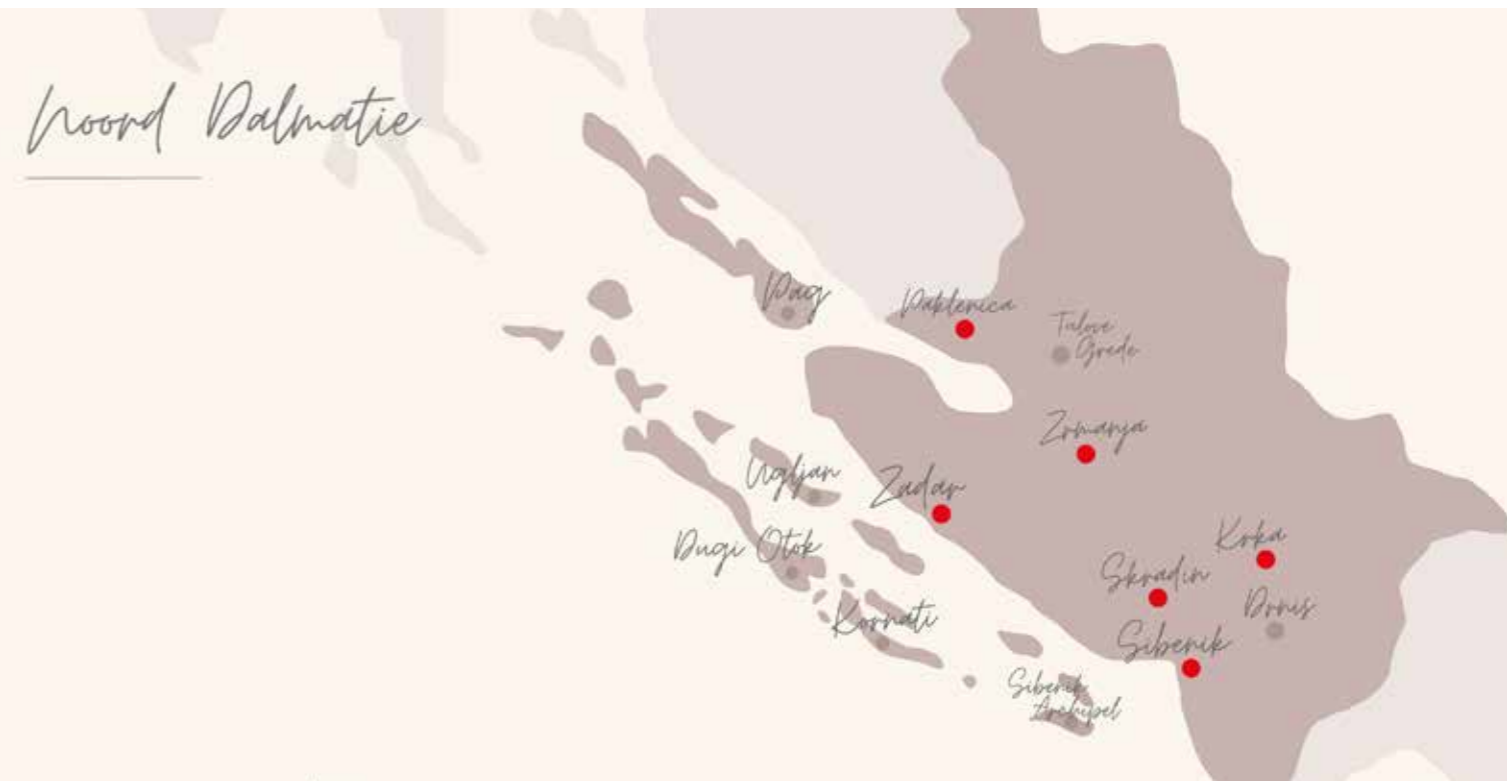 Noord Dalmatie
Pag
Paklenica
Tulove
Grede
Zrmanja
Ugljan
Zadar
Dugi Otok
Krka
Skradin
Drnis
Kornati
Sibenik
Sibenik
Archipel